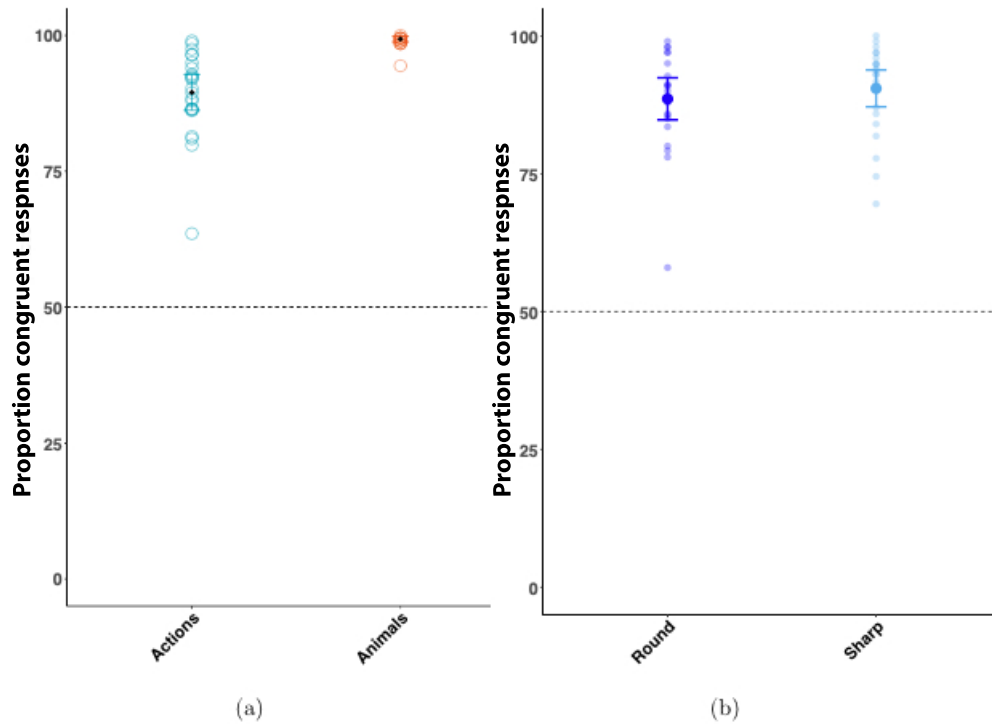 Proportion congruent respnses
100
75
50
25
0
Actions
Animals
(a)
Proportion congruent respnses
100
75
50
25
0
Round
Sharp
(b)